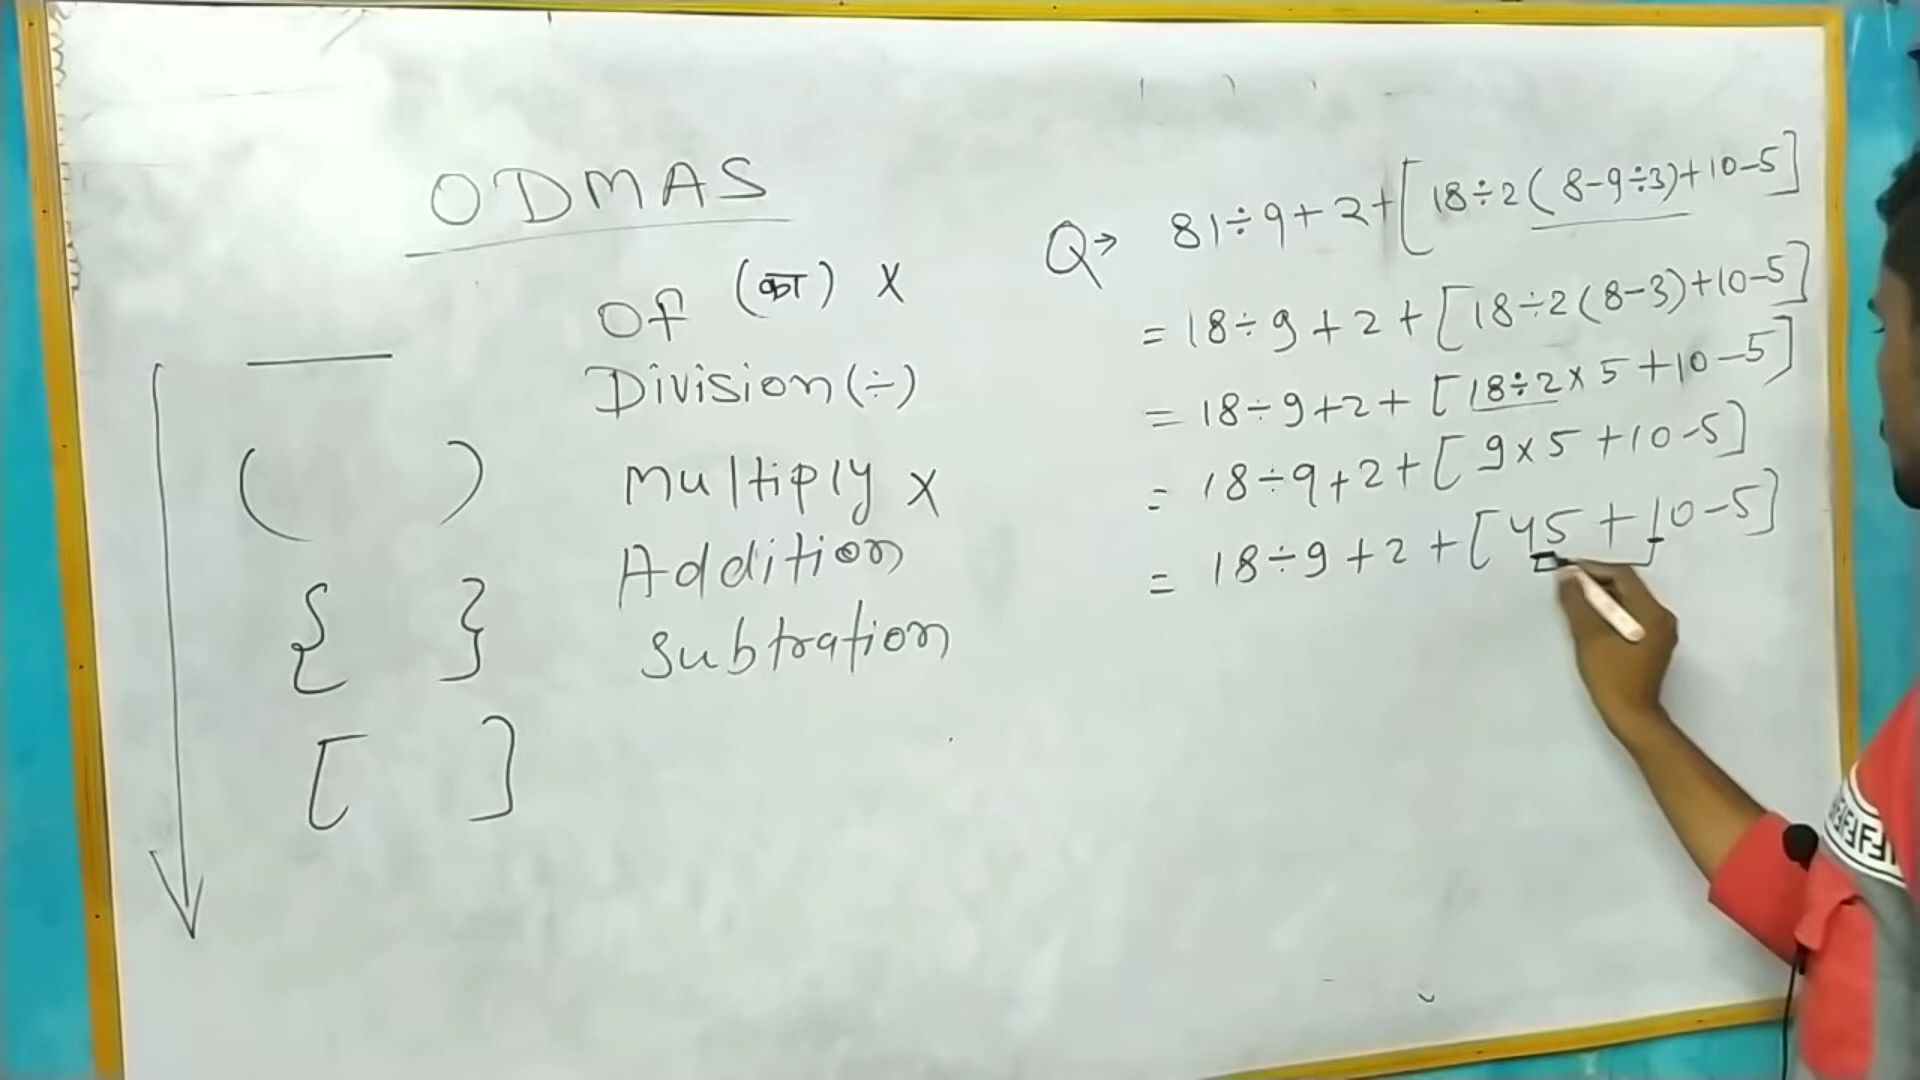 ODMAS
Of (का) x
Division (÷)
multiply x
Addition
subtration
( )
{ }
[ ]
Q→ 81÷9+2+[18÷2(8-9÷3)+10-5]
= 18÷9+2+[18÷2(8-3)+10-5]
= 18÷9+2+[18÷2×5+10-5]
= 18÷9+2+[9×5+10-5]
= 18÷9+2+[45+10-5]